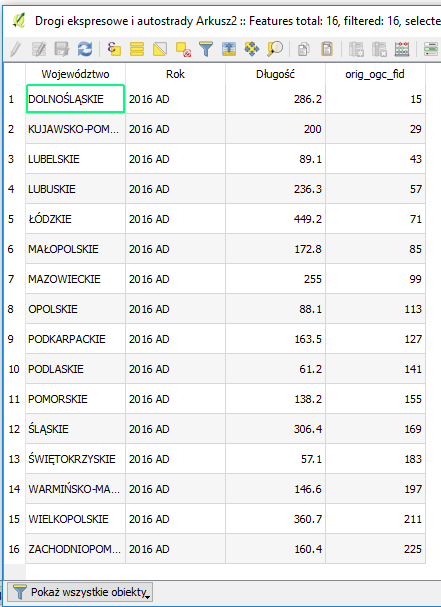 Drogi ekspresowe i autostrady Arkusz2 :: Features total: 16, filtered: 16, selecte
Województwo Rok Długość orig_ogc_fid
1 DOLNOŚLĄSKIE 2016 AD 286.2 15
2 KUJAWSKO-POM... 2016 AD 200 29
3 LUBELSKIE 2016 AD 89.1 43
4 LUBUSKIE 2016 AD 236.3 57
5 ŁÓDZKIE 2016 AD 449.2 71
6 MAŁOPOLSKIE 2016 AD 172.8 85
7 MAZOWIECKIE 2016 AD 255 99
8 OPOLSKIE 2016 AD 88.1 113
9 PODKARPACKIE 2016 AD 163.5 127
10 PODLASKIE 2016 AD 61.2 141
11 POMORSKIE 2016 AD 138.2 155
12 ŚLĄSKIE 2016 AD 306.4 169
13 ŚWIĘTOKRZYSKIE 2016 AD 57.1 183
14 WARMIŃSKO-MA... 2016 AD 146.6 197
15 WIELKOPOLSKIE 2016 AD 360.7 211
16 ZACHODNIOPOM... 2016 AD 160.4 225
Pokaż wszystkie obiekty